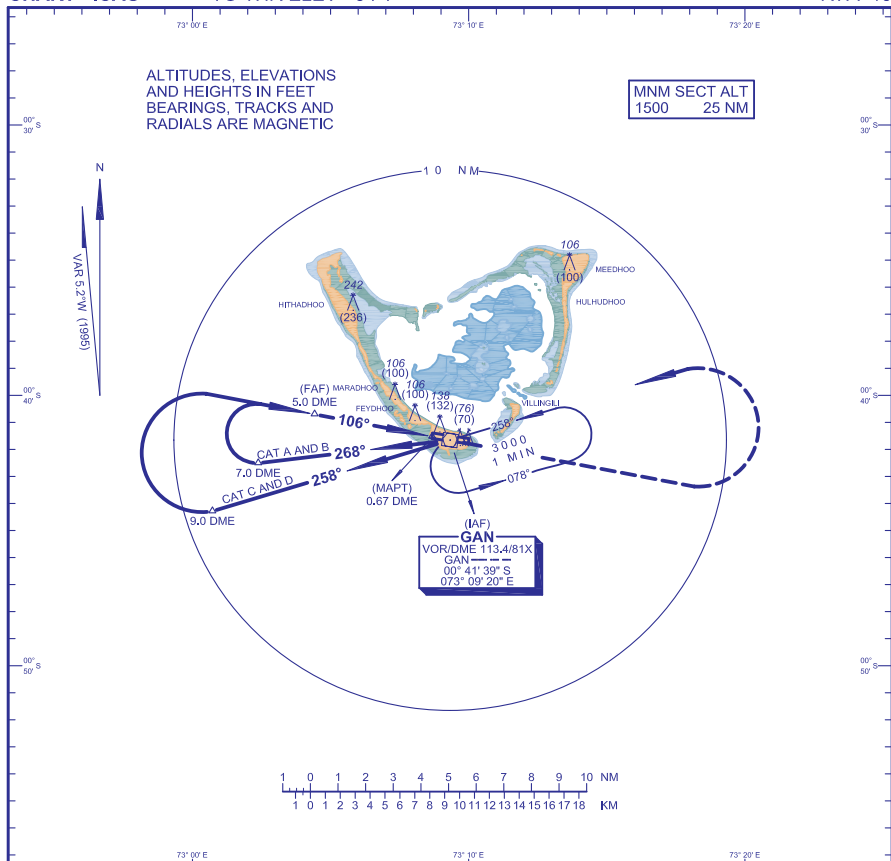 73° 00' E
73° 10' E
73° 20' E
ALTITUDES, ELEVATIONS
AND HEIGHTS IN FEET
BEARINGS, TRACKS AND
RADIALS ARE MAGNETIC
MNM SECT ALT
1500 25 NM
00° S
30'
00° S
30'
N
VAR 5.2°W (1995)
10 NM
106
(100)
MEEDHOO
HULHUDHOO
242
(236)
HITHADHOO
106
(100)
106
(100)
138
(132)
(76)
(70)
MARADHOO
FEYDHOO
VILLINGILI
00° S
40'
00° S
40'
(FAF)
5.0 DME
106°
CAT A AND B
268°
7.0 DME
CAT C AND D
258°
9.0 DME
258°
3000
1 MIN
078°
(MAPT)
0.67 DME
(IAF)
GAN
VOR/DME 113.4/81X
GAN
00° 41' 39" S
073° 09' 20" E
00° S
50'
00° S
50'
1 0 1 2 3 4 5 6 7 8 9 10 NM
1 0 1 2 3 4 5 6 7 8 9 10 11 12 13 14 15 16 17 18 KM
73° 00' E
73° 10' E
73° 20' E